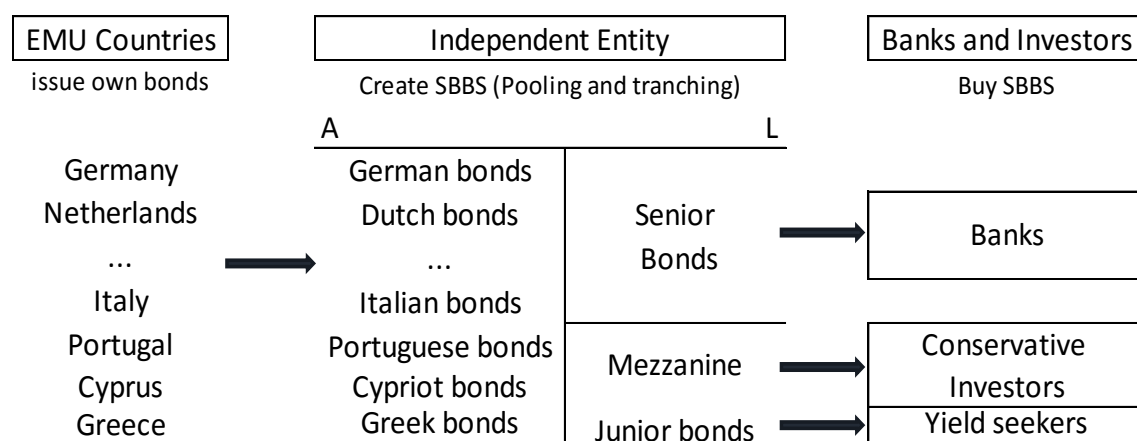 EMU Countries
issue own bonds
Germany
Netherlands
...
Italy
Portugal
Cyprus
Greece
Independent Entity
Create SBBS (Pooling and tranching)
A
L
German bonds
Dutch bonds
...
Italian bonds
Portuguese bonds
Cypriot bonds
Greek bonds
Senior
Bonds
Mezzanine
Junior bonds
Banks and Investors
Buy SBBS
Banks
Conservative
Investors
Yield seekers